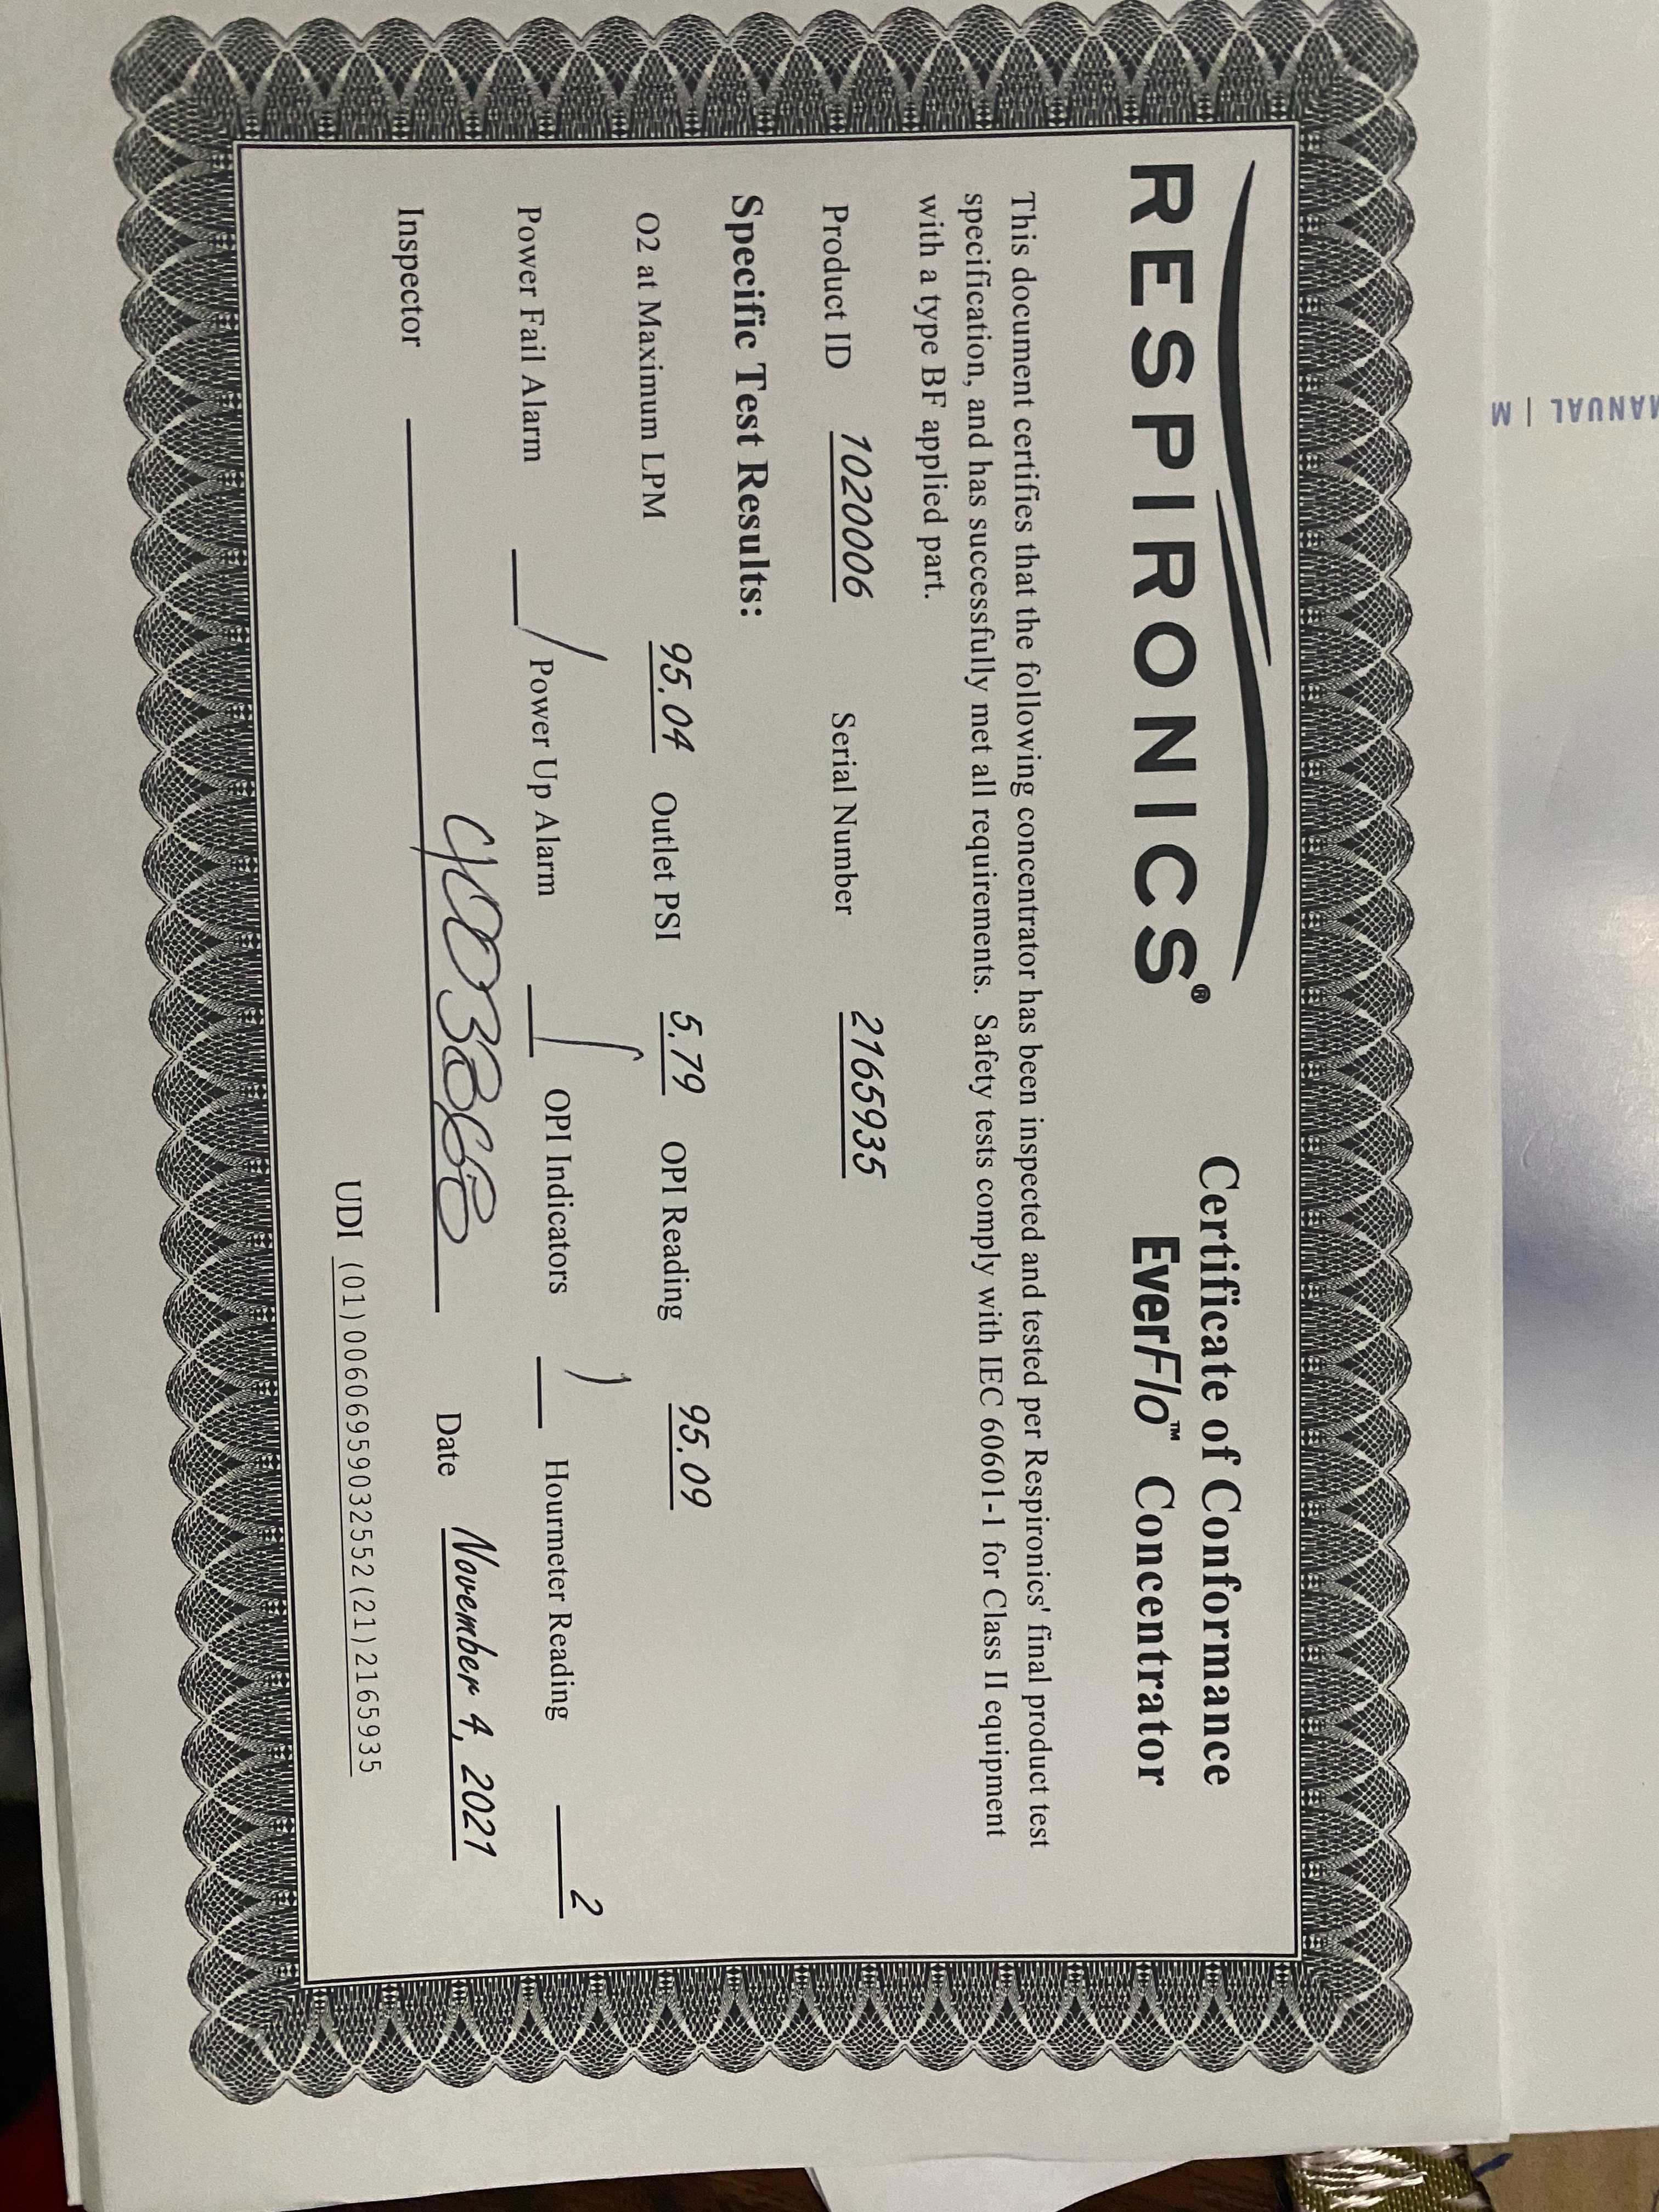 RESPIRONICS®
Certificate of Conformance
EverFlo™ Concentrator
This document certifies that the following concentrator has been inspected and tested per Respironics' final product test
specification, and has successfully met all requirements. Safety tests comply with IEC 60601-1 for Class II equipment
with a type BF applied part.
Product ID 1020006 Serial Number 2165935
Specific Test Results:
O2 at Maximum LPM 95.04 Outlet PSI 5.79 OPI Reading 95.09
Power Fail Alarm / Power Up Alarm / OPI Indicators / Hourmeter Reading 2
Inspector Date November 4, 2021
UDI (01)00606959032552(21)2165935
MANUAL | M